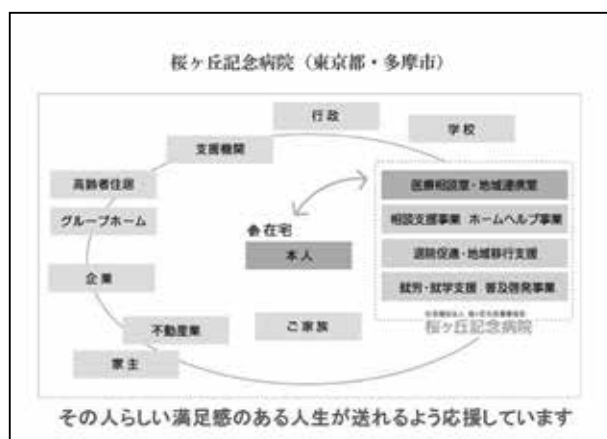 桜ヶ丘記念病院（東京都・多摩市）
行政
学校
支援機関
高齢者住居
グループホーム
企業
不動産業
家主
ご家族
在宅
本人
医療相談室・地域連携室
相談支援事業 ホームヘルプ事業
退院促進・地域移行支援
就労・就学支援 普及啓発事業
桜ヶ丘記念病院
その人らしい満足感のある人生が送れるよう応援しています